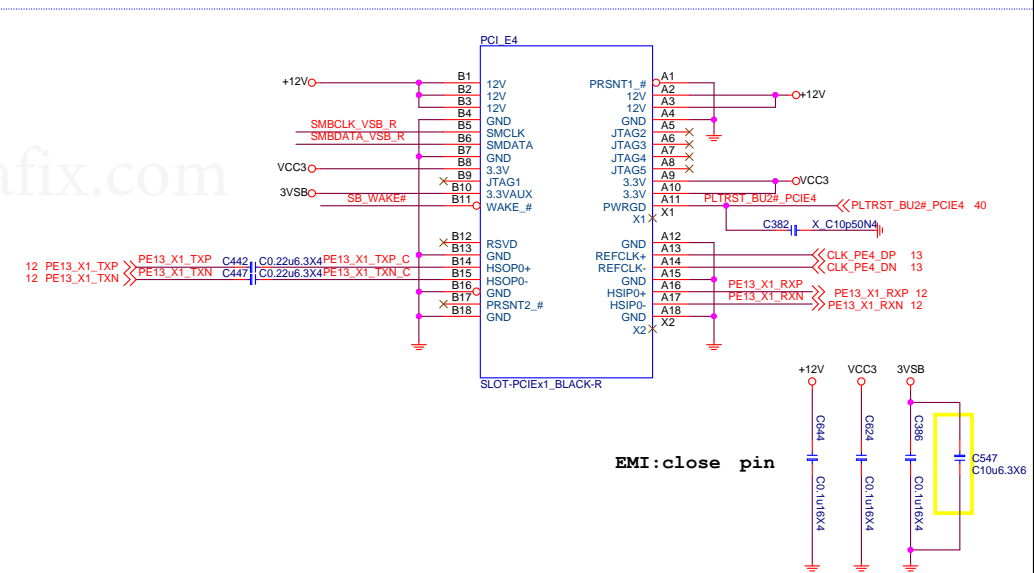 PCI_E4
+12V B1 12V PRSNT1_# A1
B2 12V 12V A2 +12V
B3 12V 12V A3
B4 GND GND A4
SMBCLK_VSB_R B5 SMCLK JTAG2 A5
SMBDATA_VSB_R B6 SMDATA JTAG3 A6
B7 GND JTAG4 A7
VCC3 B8 3.3V JTAG5 A8
B9 JTAG1 3.3V A9 VCC3
3VSB B10 3.3VAUX 3.3V A10
SB_WAKE# B11 WAKE_# PWRGD A11 PLTRST_BU2#_PCIE4 PLTRST_BU2#_PCIE4 40
X1 X1
C382 X_C10p50N4
B12 RSVD GND A12
B13 GND REFCLK+ A13 CLK_PE4_DP 13
12 PE13_X1_TXP PE13_X1_TXP C442 C0.22u6.3X4 PE13_X1_TXP_C B14 HSOP0+ REFCLK- A14 CLK_PE4_DN 13
12 PE13_X1_TXN PE13_X1_TXN C447 C0.22u6.3X4 PE13_X1_TXN_C B15 HSOP0- GND A15
B16 GND HSIP0+ A16 PE13_X1_RXP PE13_X1_RXP 12
B17 PRSNT2_# HSIP0- A17 PE13_X1_RXN PE13_X1_RXN 12
B18 GND GND A18
X2 X2
SLOT-PCIEx1_BLACK-R
+12V VCC3 3VSB
C644 C624 C386
EMI:close pin
C547
C10u6.3X6
C0.1u16X4 C0.1u16X4 C0.1u16X4
afix.com